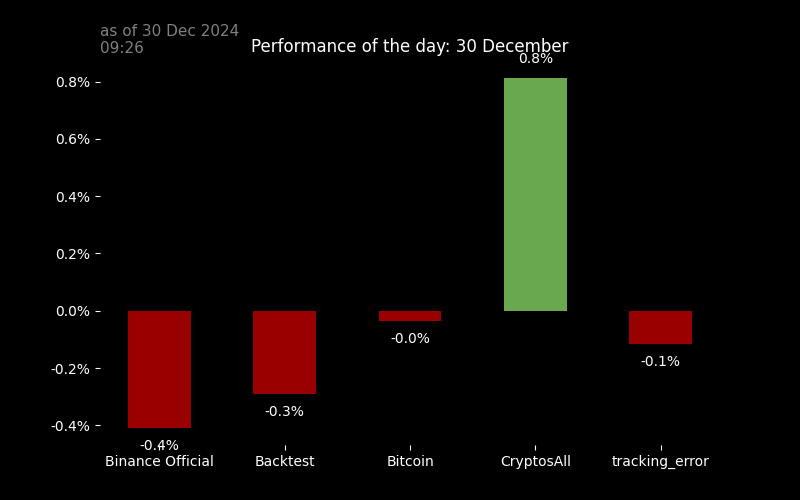 as of 30 Dec 2024
09:26
Performance of the day: 30 December
0.8%
0.8%
0.6%
0.4%
0.2%
0.0%
-0.2%
-0.4%
-0.4%
-0.3%
-0.0%
-0.1%
Binance Official
Backtest
Bitcoin
CryptosAll
tracking_error